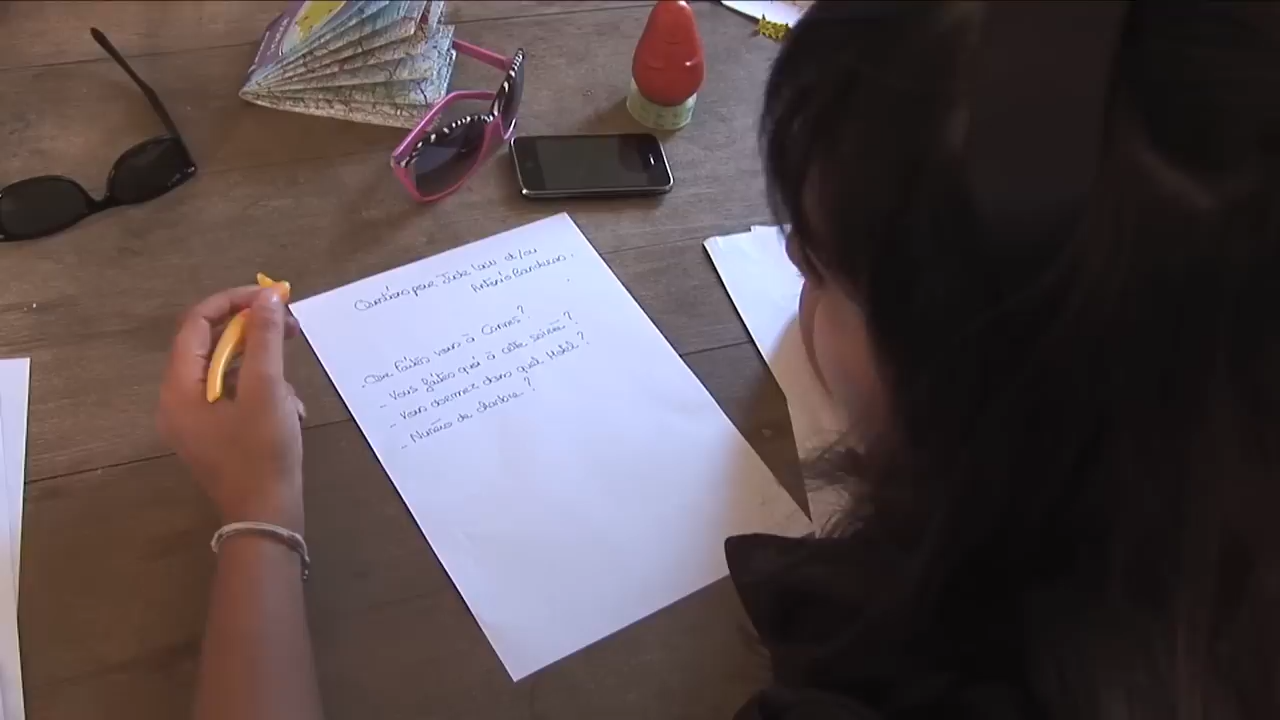 Questions pour Jude Law et/ou
Antonio Banderas.
- Que faites vous à Cannes ?
- Vous faites quoi à cette soirée ?
- Vous dormez dans quel Hotel ?
- Numéro de chambre ?